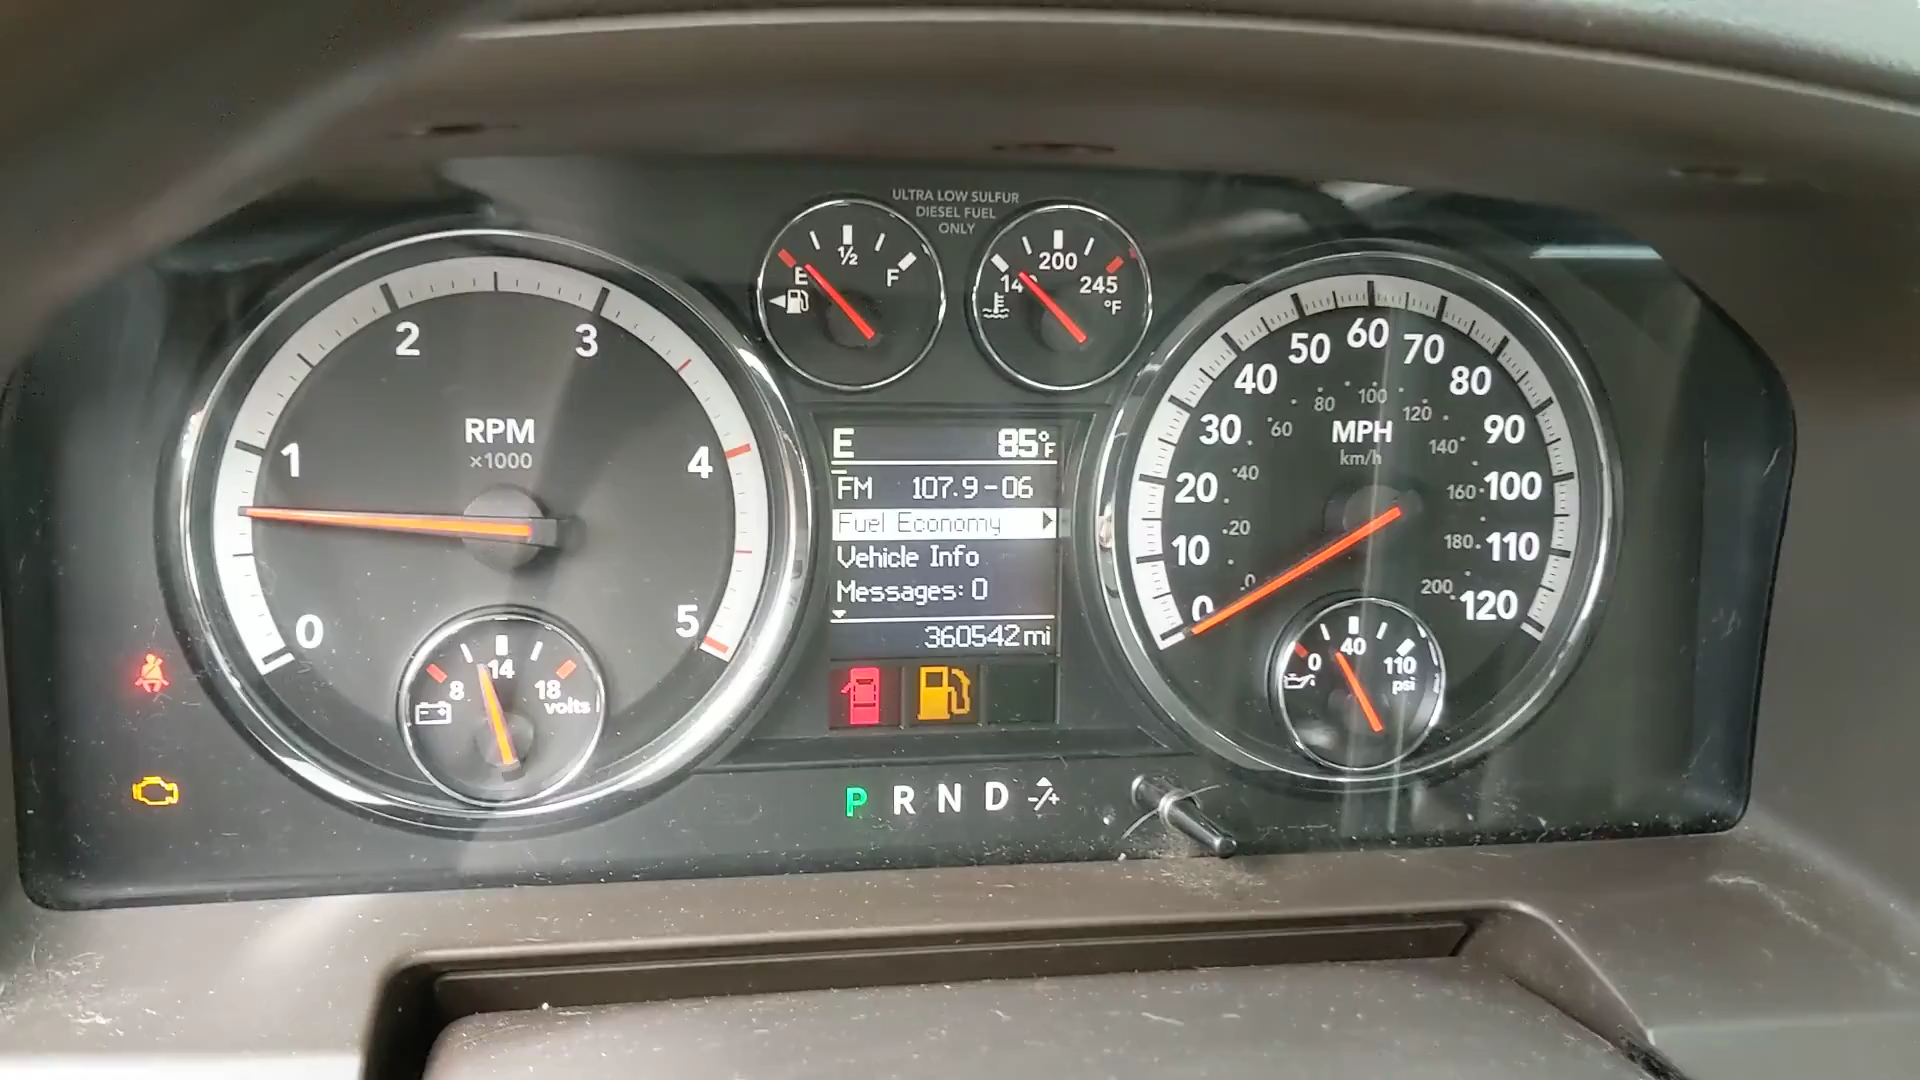 ULTRA LOW SULFUR
DIESEL FUEL
ONLY
E ½ F
200
245
°F
0 1 2 3 4 5
RPM
×1000
8 14 18
volts
E 85°F
FM 107.9-06
Fuel Economy
Vehicle Info
Messages: 0
360542mi
P R N D -/+
0 10 20 30 40 50 60 70 80 90 100 110 120
MPH
km/h
0 20 40 60 80 100 120 140 160 180 200
0 40 110
psi